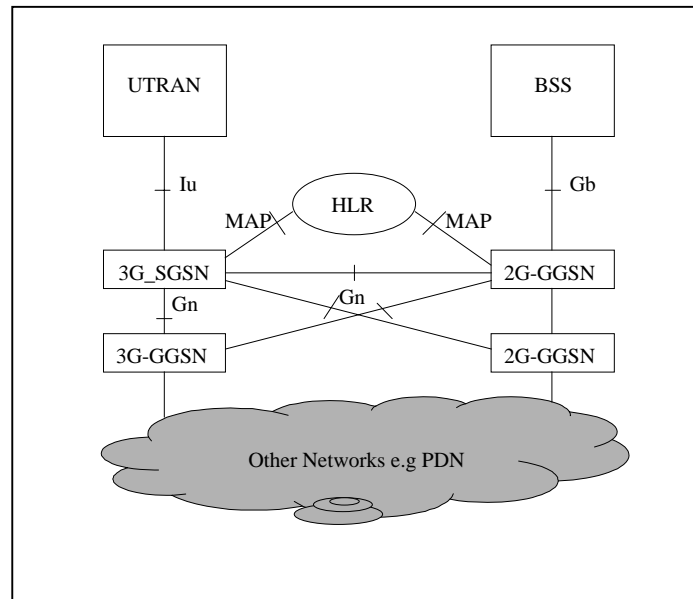 UTRAN
BSS
Iu
Gb
HLR
MAP
MAP
3G_SGSN
2G-GGSN
Gn
Gn
3G-GGSN
2G-GGSN
Other Networks e.g PDN